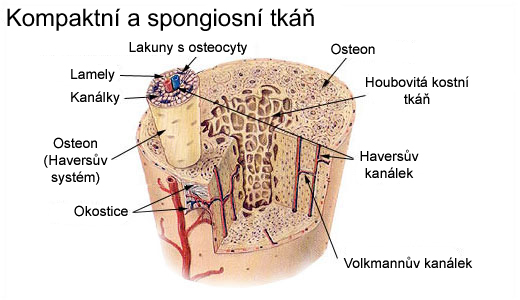 Kompaktní a spongiosní tkáň
Lakuny s osteocyty
Lamely
Kanálky
Osteon
(Haversův
systém)
Okostice
Osteon
Houbovitá kostní
tkáň
Haversův
kanálek
Volkmannův kanálek